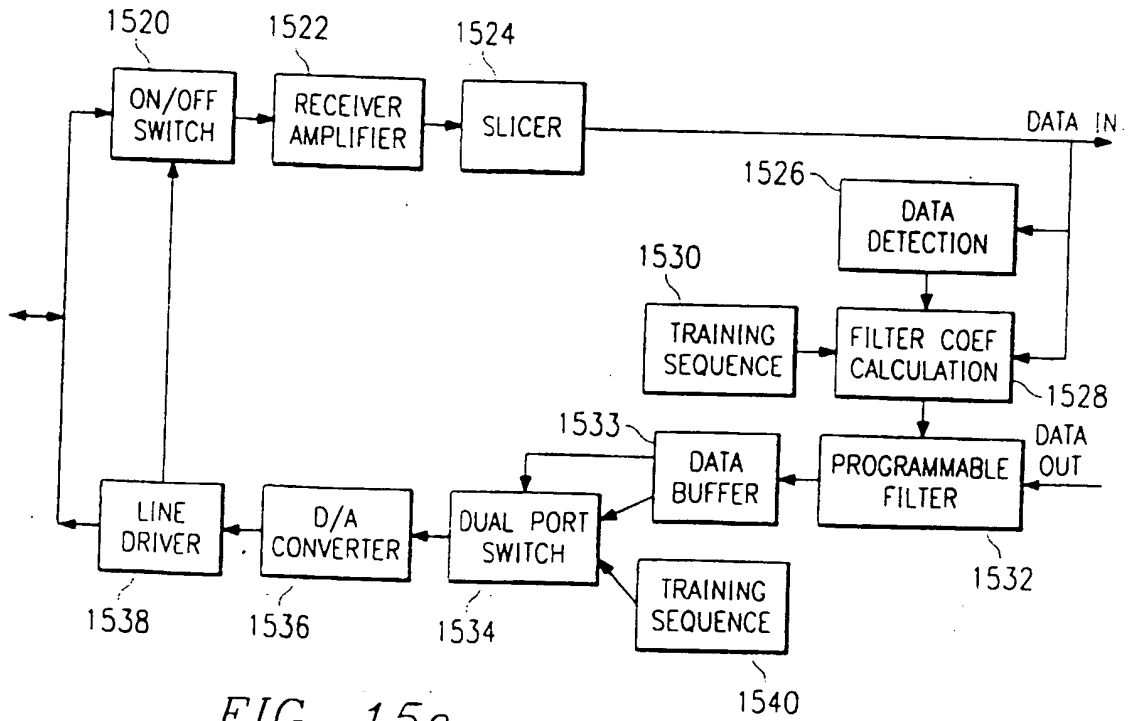 1520
1522
1524
ON/OFF
SWITCH
RECEIVER
AMPLIFIER
SLICER
DATA IN
1526
DATA
DETECTION
1530
TRAINING
SEQUENCE
FILTER COEF
CALCULATION
1528
1533
DATA
BUFFER
PROGRAMMABLE
FILTER
DATA
OUT
LINE
DRIVER
D/A
CONVERTER
DUAL PORT
SWITCH
1532
TRAINING
SEQUENCE
1538
1536
1534
1540
FIG. 15c